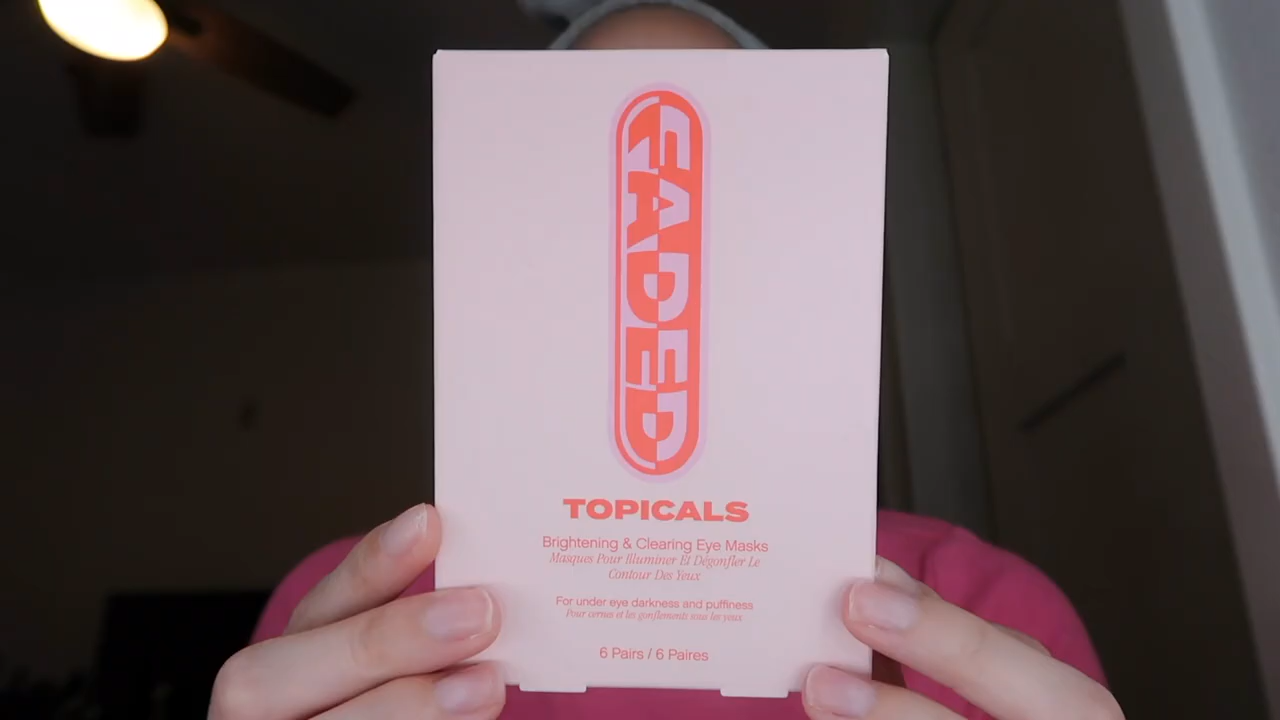 FADED
TOPICALS
Brightening & Clearing Eye Masks
Masques Pour Illuminer Et Dégonfler Le
Contour Des Yeux
For under eye darkness and puffiness
Pour cernes et les gonflements sous les yeux
6 Pairs / 6 Paires